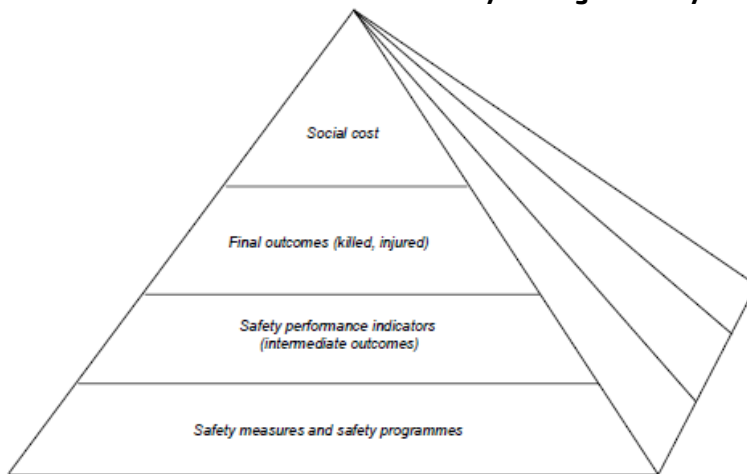 Social cost
Final outcomes (killed, injured)
Safety performance indicators
(intermediate outcomes)
Safety measures and safety programmes